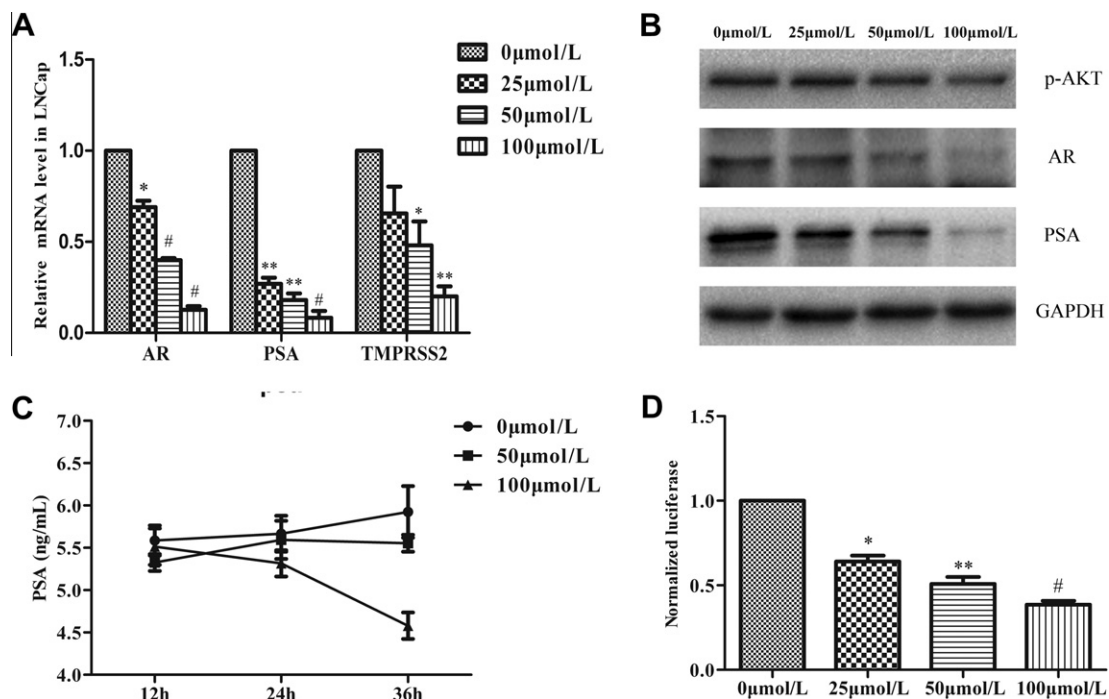 A
Relative mRNA level in LNCap
1.5
1.0
0.5
0.0
AR
PSA
TMPRSS2
0μmol/L
25μmol/L
50μmol/L
100μmol/L
*
#
#
**
**
#
*
**
B
0μmol/L 25μmol/L 50μmol/L 100μmol/L
p-AKT
AR
PSA
GAPDH
C
PSA (ng/mL)
7.0
6.5
6.0
5.5
5.0
4.5
4.0
12h
24h
36h
0μmol/L
50μmol/L
100μmol/L
D
Normalized luciferase
1.5
1.0
0.5
0.0
*
**
#
0μmol/L 25μmol/L 50μmol/L 100μmol/L